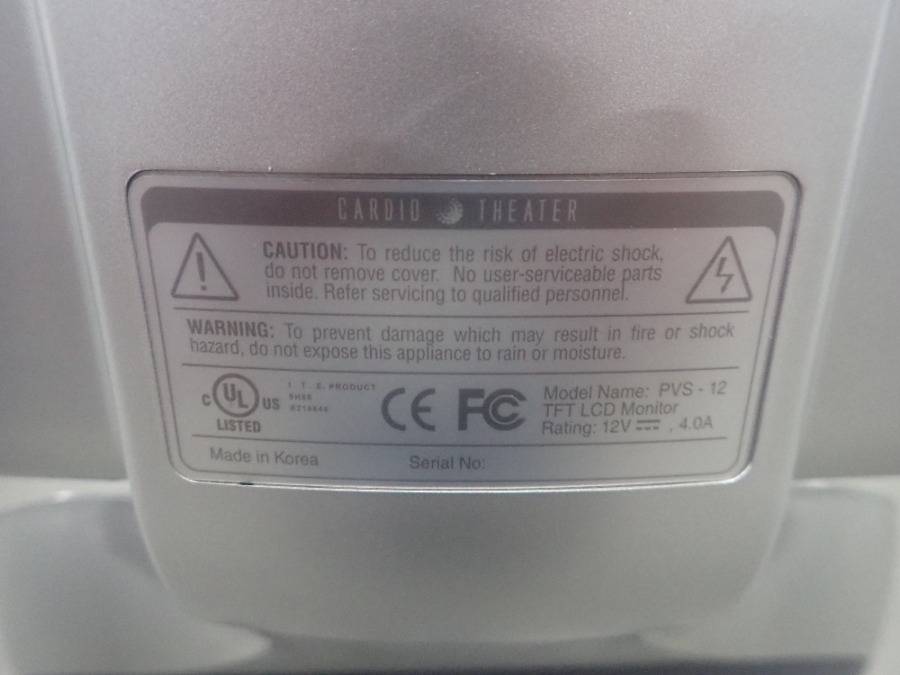 CARDIO THEATER
CAUTION: To reduce the risk of electric shock,
do not remove cover. No user-serviceable parts
inside. Refer servicing to qualified personnel.
WARNING: To prevent damage which may result in fire or shock
hazard, do not expose this appliance to rain or moisture.
C UL US
LISTED
I. T. E. PRODUCT
CE FC
Model Name: PVS - 12
TFT LCD Monitor
Rating: 12V ⎓ , 4.0A
Made in Korea
Serial No: